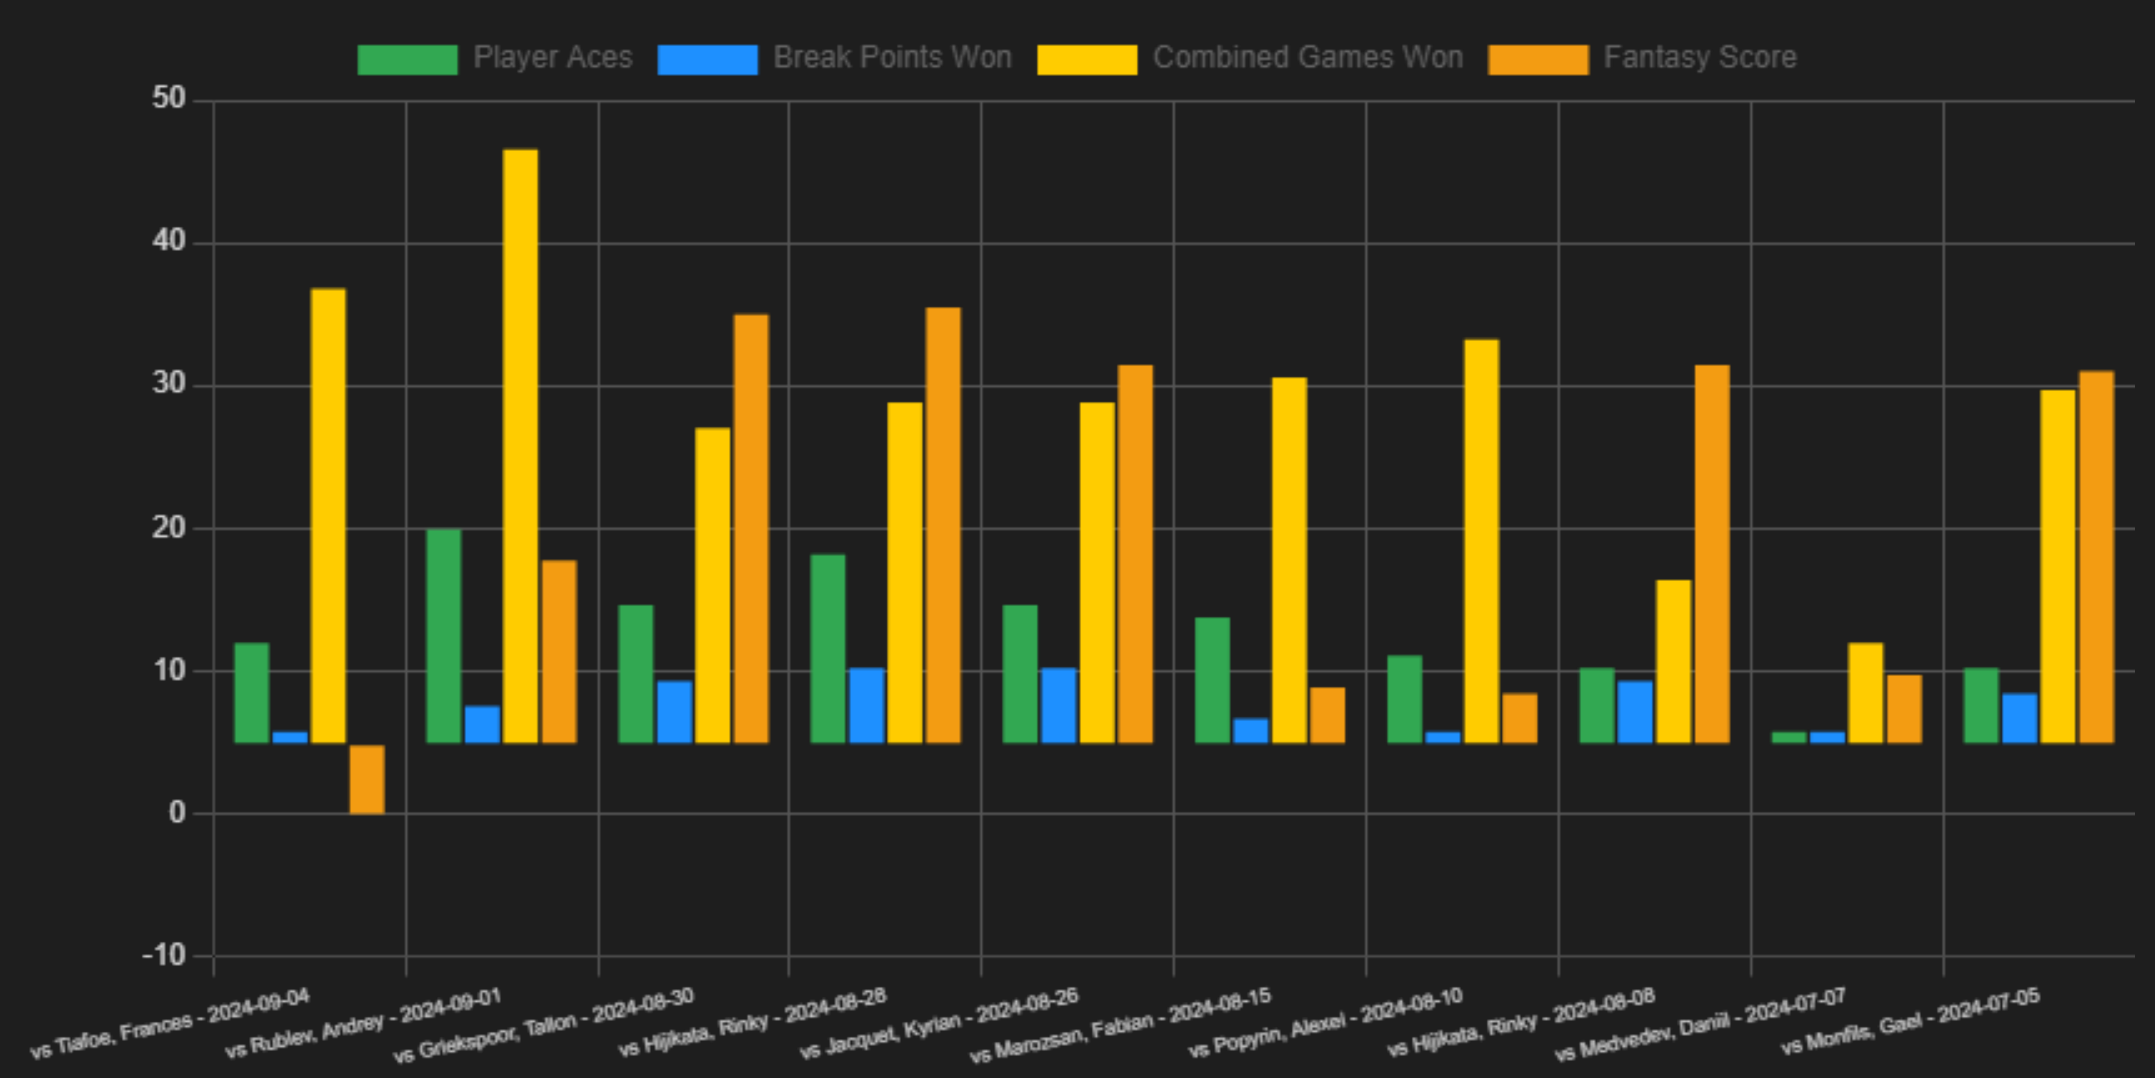 Player Aces Break Points Won Combined Games Won Fantasy Score
50
40
30
20
10
0
-10
vs Tiafoe, Frances - 2024-09-04
vs Rublev, Andrey - 2024-09-01
vs Griekspoor, Tallon - 2024-08-30
vs Hijikata, Rinky - 2024-08-28
vs Jacquet, Kyrian - 2024-08-26
vs Marozsan, Fabian - 2024-08-15
vs Popyrin, Alexei - 2024-08-10
vs Hijikata, Rinky - 2024-08-08
vs Medvedev, Daniil - 2024-07-07
vs Monfils, Gael - 2024-07-05